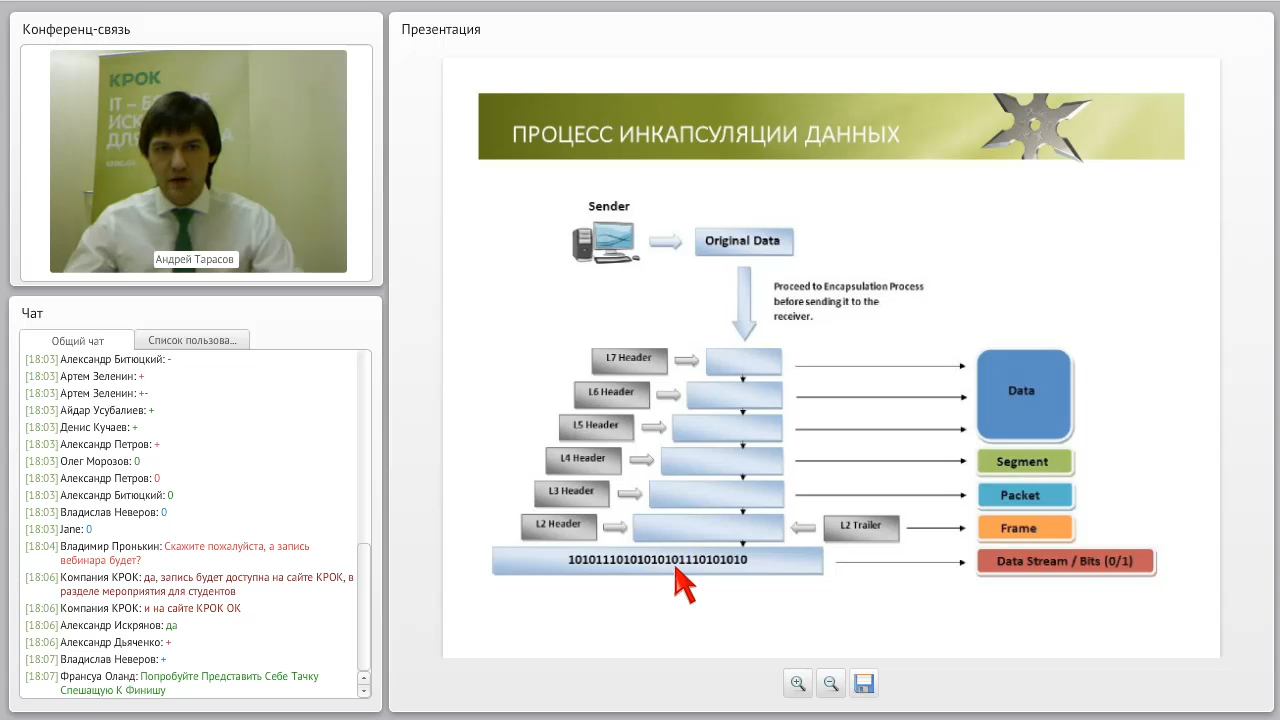 Конференц-связь
КРОК
IT –
Андрей Тарасов
Чат
Общий чат
Список пользова...
[18:03] Александр Битюцкий: -
[18:03] Артем Зеленин: +
[18:03] Артем Зеленин: +-
[18:03] Айдар Усубалиев: +
[18:03] Денис Кучаев: +
[18:03] Александр Петров: +
[18:03] Олег Морозов: 0
[18:03] Александр Петров: 0
[18:03] Александр Битюцкий: 0
[18:03] Владислав Неверов: 0
[18:03] Jane: 0
[18:04] Владимир Пронькин: Скажите пожалуйста, а запись
вебинара будет?
[18:06] Компания КРОК: да, запись будет доступна на сайте КРОК, в
разделе мероприятия для студентов
[18:06] Компания КРОК: и на сайте КРОК ОК
[18:06] Александр Искрянов: да
[18:06] Александр Дьяченко: +
[18:07] Владислав Неверов: +
[18:07] Франсуа Оланд: Попробуйте Представить Себе Тачку
Спешащую К Финишу
Презентация
ПРОЦЕСС ИНКАПСУЛЯЦИИ ДАННЫХ
Sender
Original Data
Proceed to Encapsulation Process
before sending it to the
receiver.
L7 Header
L6 Header
L5 Header
Data
L4 Header
Segment
L3 Header
Packet
L2 Header
L2 Trailer
Frame
10101110101010101110101010
Data Stream / Bits (0/1)